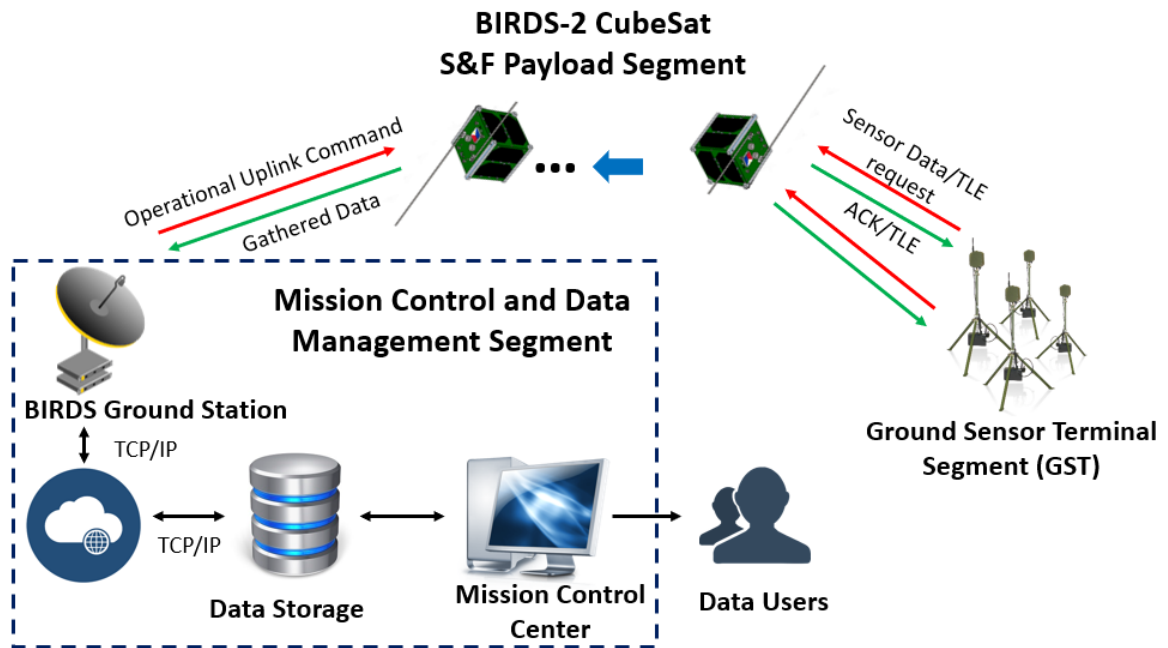 BIRDS-2 CubeSat
S&F Payload Segment
Operational Uplink Command
Gathered Data
...
Sensor Data/TLE
request
ACK/TLE
Mission Control and Data
Management Segment
BIRDS Ground Station
TCP/IP
Ground Sensor Terminal
Segment (GST)
TCP/IP
Data Storage
Mission Control
Center
Data Users